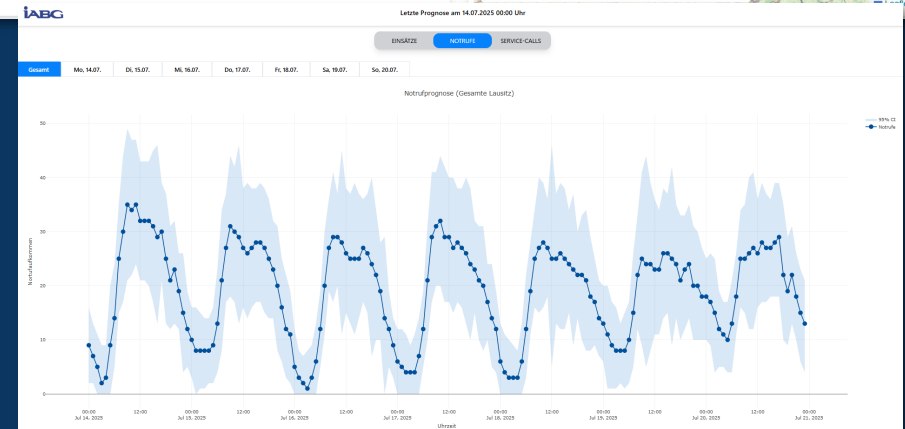 iABG
Letzte Prognose am 14.07.2025 00:00 Uhr
EINSÄTZE NOTRUFE SERVICE-CALLS
Gesamt Mo, 14.07. Di, 15.07. Mi, 16.07. Do, 17.07. Fr, 18.07. Sa, 19.07. So, 20.07.
Notrufprognose (Gesamte Lausitz)
90% CI
Notrufe
50
40
30
20
10
0
Notrufaufkommen
00:00 12:00 00:00 12:00 00:00 12:00 00:00 12:00 00:00 12:00 00:00 12:00 00:00 12:00 00:00
Jul 14, 2025 Jul 15, 2025 Jul 16, 2025 Jul 17, 2025 Jul 18, 2025 Jul 19, 2025 Jul 20, 2025 Jul 21, 2025
Uhrzeit